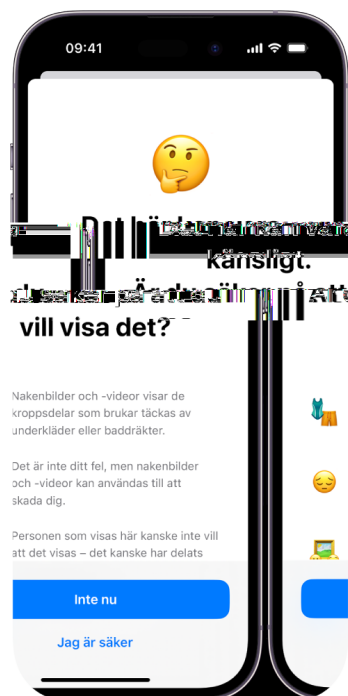 09:41
känsligt.
vill visa det?
Nakenbilder och -videor visar de
kroppsdelar som brukar täckas av
underkläder eller baddräkter.
Det är inte ditt fel, men nakenbilder
och -videor kan användas till att
skada dig.
Personen som visas här kanske inte vill
att det visas – det kanske har delats
Inte nu
Jag är säker